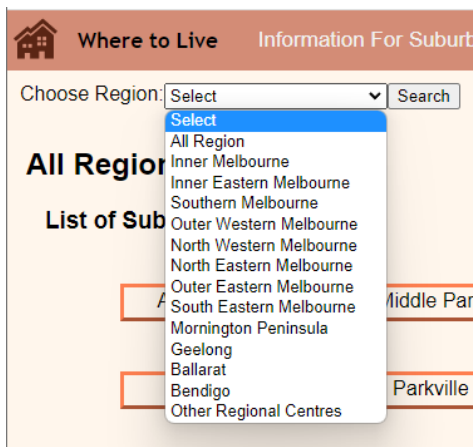 Where to Live Information For Suburb
Choose Region: Select Search
Select
All Region
Inner Melbourne
Inner Eastern Melbourne
Southern Melbourne
Outer Western Melbourne
North Western Melbourne
North Eastern Melbourne
Outer Eastern Melbourne
South Eastern Melbourne
Mornington Peninsula
Geelong
Ballarat
Bendigo
Other Regional Centres
All Region
List of Sub
A Middle Par
Parkville